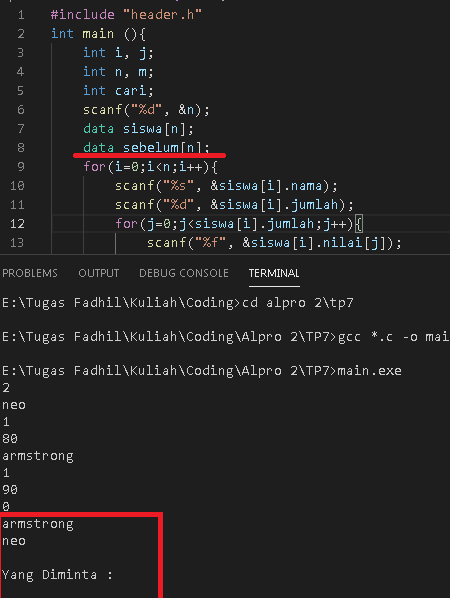 1 #include "header.h"
2 int main (){
3 int i, j;
4 int n, m;
5 int cari;
6 scanf("%d", &n);
7 data siswa[n];
8 data sebelum[n];
9 for(i=0;i<n;i++){
10 scanf("%s", &siswa[i].nama);
11 scanf("%d", &siswa[i].jumlah);
12 for(j=0;j<siswa[i].jumlah;j++){
13 scanf("%f", &siswa[i].nilai[j]);
PROBLEMS OUTPUT DEBUG CONSOLE TERMINAL
E:\Tugas Fadhil\Kuliah\Coding>cd alpro 2\tp7
E:\Tugas Fadhil\Kuliah\Coding\Alpro 2\TP7>gcc *.c -o mai
E:\Tugas Fadhil\Kuliah\Coding\Alpro 2\TP7>main.exe
2
neo
1
80
armstrong
1
90
0
armstrong
neo
Yang Diminta :